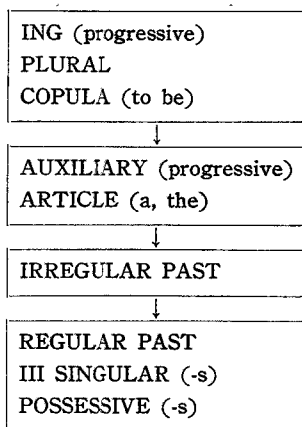 ING (progressive)
PLURAL
COPULA (to be)
AUXILIARY (progressive)
ARTICLE (a, the)
IRREGULAR PAST
REGULAR PAST
III SINGULAR (-s)
POSSESSIVE (-s)